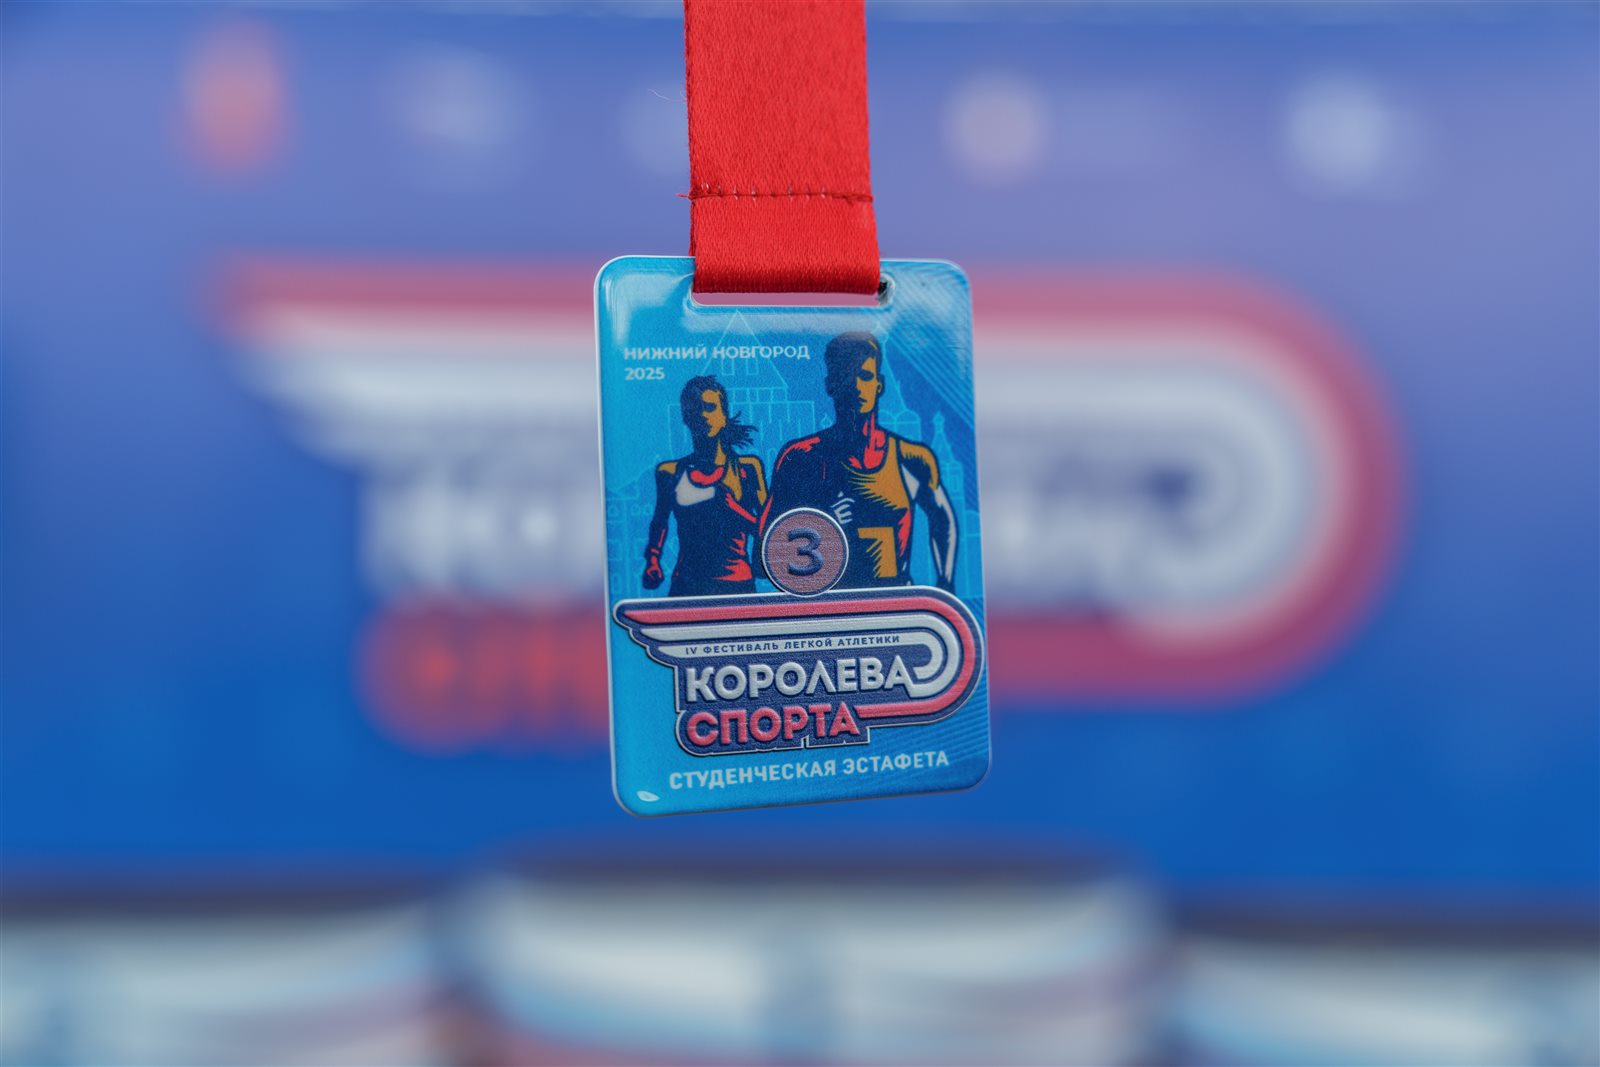 НИЖНИЙ НОВГОРОД
2025
3
IV ФЕСТИВАЛЬ ЛЕГКОЙ АТЛЕТИКИ
КОРОЛЕВА
СПОРТА
СТУДЕНЧЕСКАЯ ЭСТАФЕТА